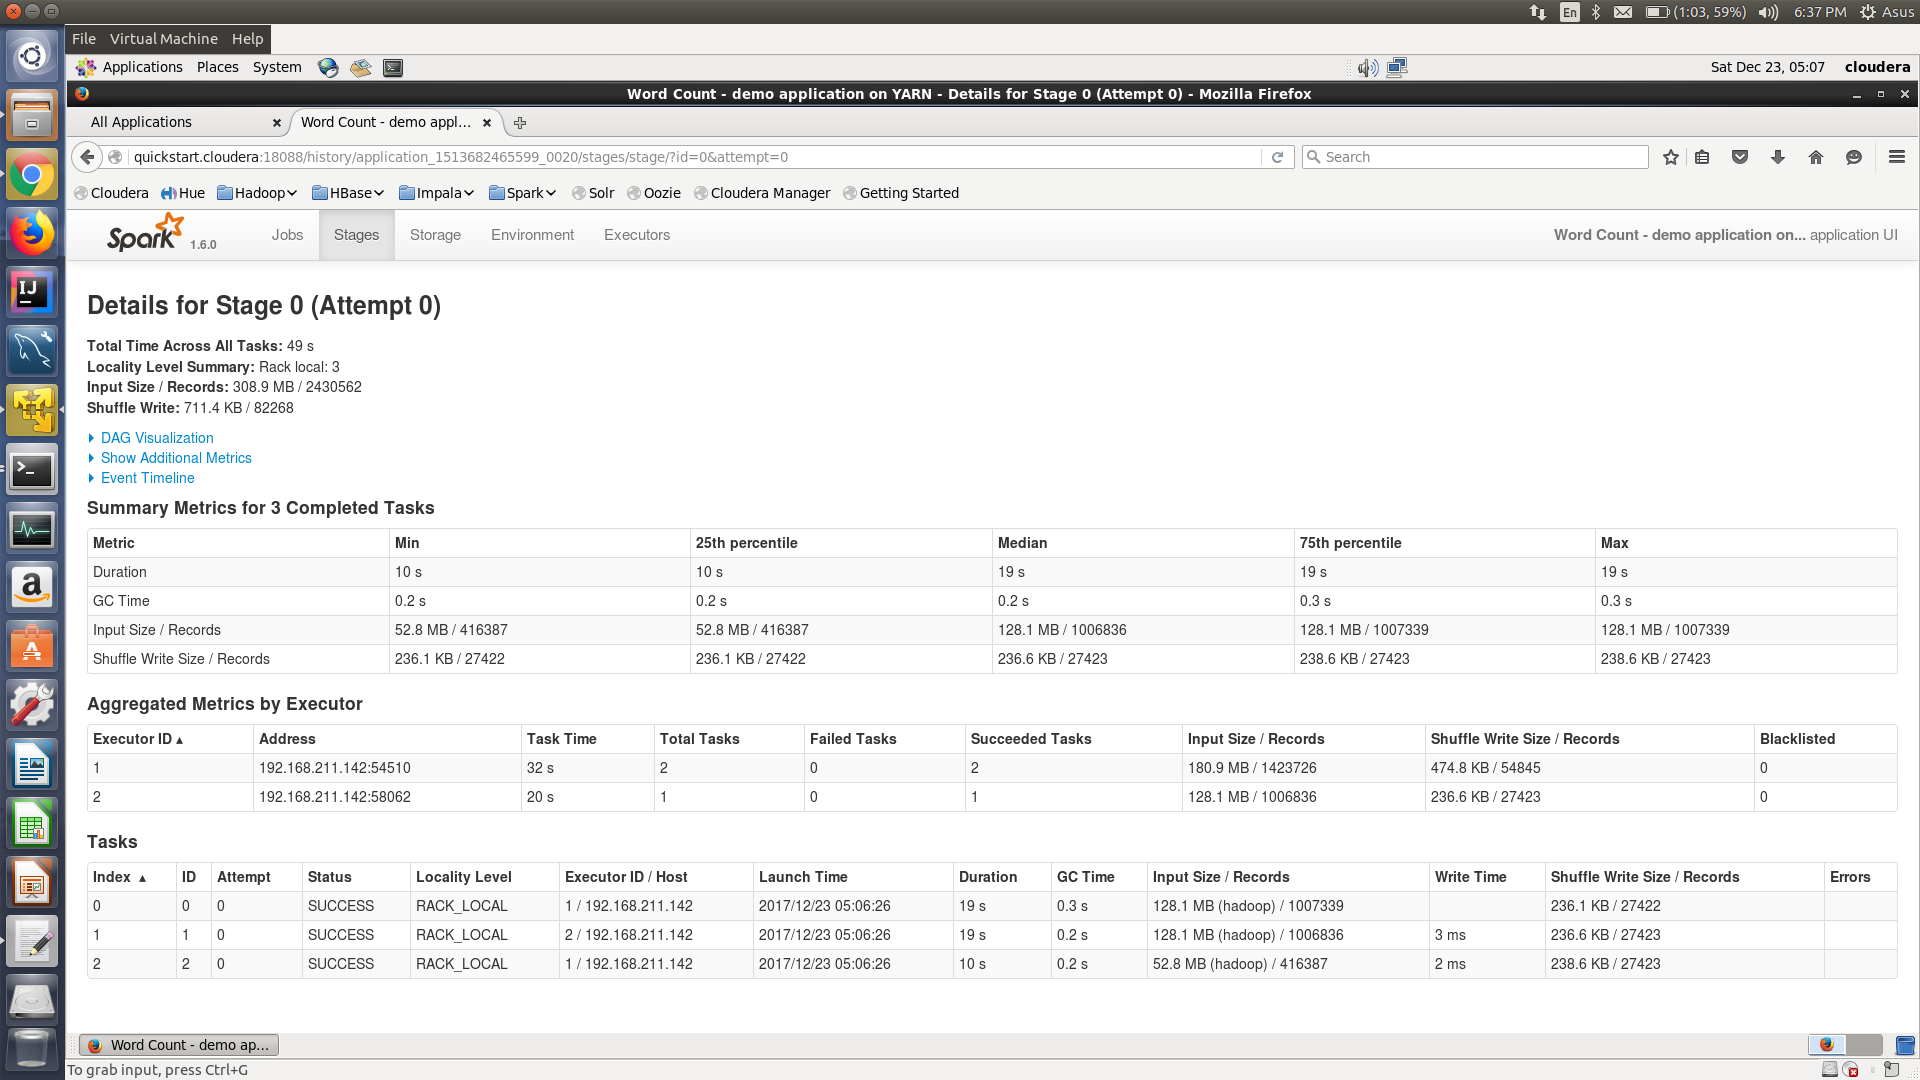 En (1:03, 59%) 6:37 PM Asus
File Virtual Machine Help
Applications Places System Sat Dec 23, 05:07 cloudera
Word Count - demo application on YARN - Details for Stage 0 (Attempt 0) - Mozilla Firefox
All Applications Word Count - demo appl...
quickstart.cloudera:18088/history/application_1513682465599_0020/stages/stage/?id=0&attempt=0 Search
Cloudera Hue Hadoop HBase Impala Spark Solr Oozie Cloudera Manager Getting Started
Spark 1.6.0 Jobs Stages Storage Environment Executors Word Count - demo application on... application UI
Details for Stage 0 (Attempt 0)
Total Time Across All Tasks: 49 s
Locality Level Summary: Rack local: 3
Input Size / Records: 308.9 MB / 2430562
Shuffle Write: 711.4 KB / 82268
DAG Visualization
Show Additional Metrics
Event Timeline
Summary Metrics for 3 Completed Tasks
Metric Min 25th percentile Median 75th percentile Max
Duration 10 s 10 s 19 s 19 s 19 s
GC Time 0.2 s 0.2 s 0.2 s 0.3 s 0.3 s
Input Size / Records 52.8 MB / 416387 52.8 MB / 416387 128.1 MB / 1006836 128.1 MB / 1007339 128.1 MB / 1007339
Shuffle Write Size / Records 236.1 KB / 27422 236.1 KB / 27422 236.6 KB / 27423 238.6 KB / 27423 238.6 KB / 27423
Aggregated Metrics by Executor
Executor ID ▴ Address Task Time Total Tasks Failed Tasks Succeeded Tasks Input Size / Records Shuffle Write Size / Records Blacklisted
1 192.168.211.142:54510 32 s 2 0 2 180.9 MB / 1423726 474.8 KB / 54845 0
2 192.168.211.142:58062 20 s 1 0 1 128.1 MB / 1006836 236.6 KB / 27423 0
Tasks
Index ▴ ID Attempt Status Locality Level Executor ID / Host Launch Time Duration GC Time Input Size / Records Write Time Shuffle Write Size / Records Errors
0 0 0 SUCCESS RACK_LOCAL 1 / 192.168.211.142 2017/12/23 05:06:26 19 s 0.3 s 128.1 MB (hadoop) / 1007339 236.1 KB / 27422
1 1 0 SUCCESS RACK_LOCAL 2 / 192.168.211.142 2017/12/23 05:06:26 19 s 0.2 s 128.1 MB (hadoop) / 1006836 3 ms 236.6 KB / 27423
2 2 0 SUCCESS RACK_LOCAL 1 / 192.168.211.142 2017/12/23 05:06:26 10 s 0.2 s 52.8 MB (hadoop) / 416387 2 ms 238.6 KB / 27423
Word Count - demo ap...
To grab input, press Ctrl+G